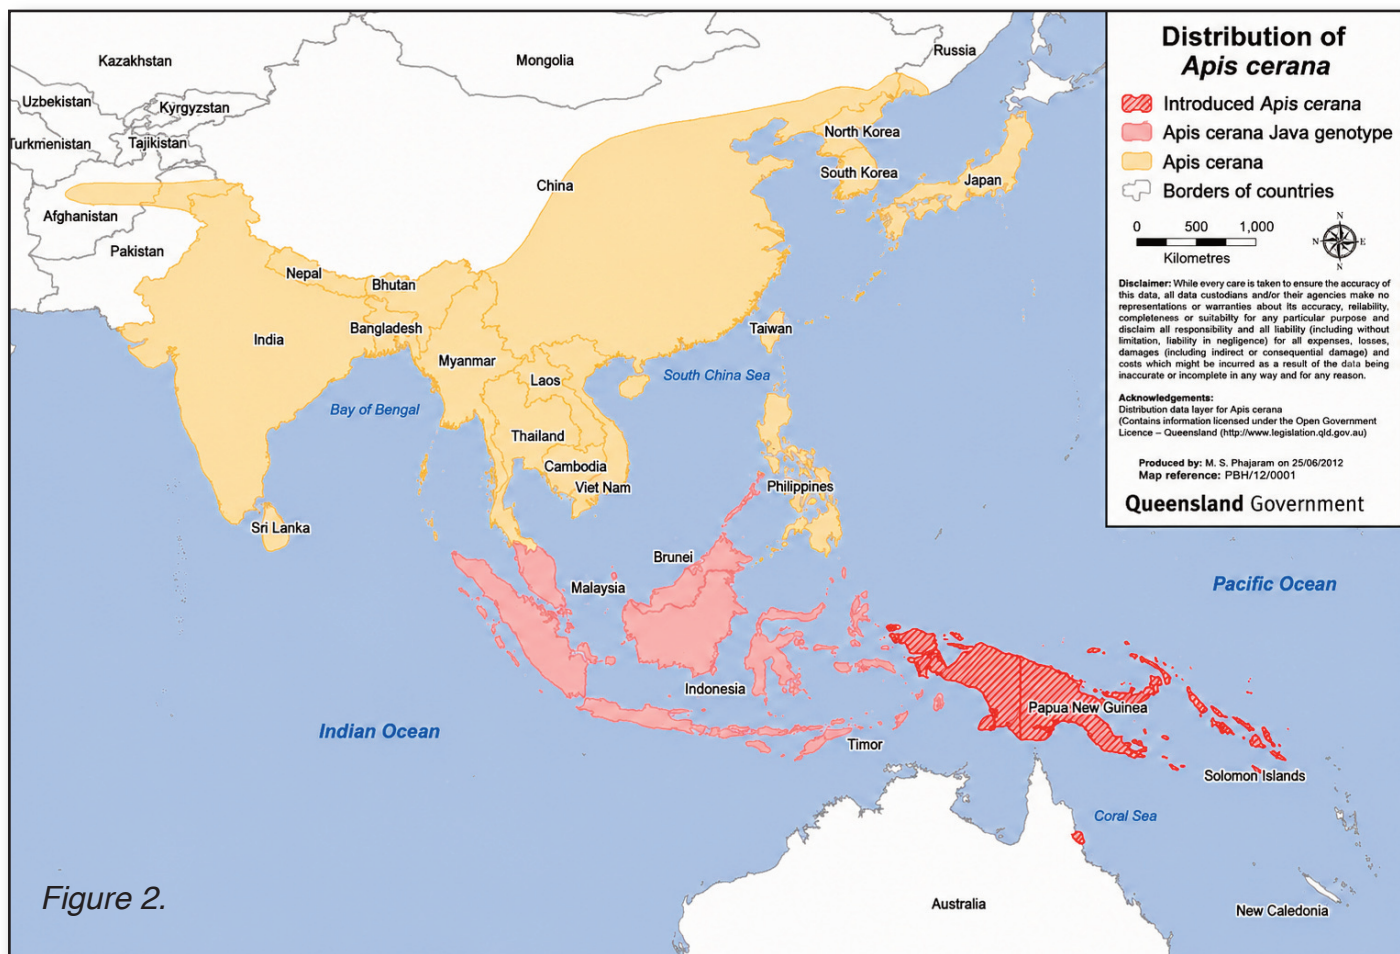 Distribution of
Apis cerana
Introduced Apis cerana
Apis cerana Java genotype
Apis cerana
Borders of countries
0 500 1,000
Kilometres
N
N E
N
Disclaimer: While every care is taken to ensure the accuracy of
this data, all data custodians and/or their agencies make no
representations or warranties about its accuracy, reliability,
completeness or suitabilty for any particular purpose and
disclaim all responsibility and all liability (including without
limitation, liability in negligence) for all expenses, losses,
damages (including indirect or consequential damage) and
costs which might be incurred as a result of the data being
inaccurate or incomplete in any way and for any reason.
Acknowledgements:
Distribution data layer for Apis cerana
(Contains information licensed under the Open Government
Licence – Queensland (http://www.legislation.qld.gov.au)
Produced by: M. S. Phajaram on 25/06/2012
Map reference: PBH/12/0001
Queensland Government
Russia
Kazakhstan
Mongolia
Uzbekistan
Kyrgyzstan
North Korea
Turkmenistan
Tajikistan
South Korea
Japan
China
Afghanistan
Pakistan
Nepal
Bhutan
Bangladesh
Taiwan
India
Myanmar
South China Sea
Laos
Bay of Bengal
Thailand
Cambodia
Viet Nam
Philippines
Sri Lanka
Brunei
Malaysia
Pacific Ocean
Indonesia
Papua New Guinea
Indian Ocean
Timor
Solomon Islands
Coral Sea
Figure 2.
Australia
New Caledonia